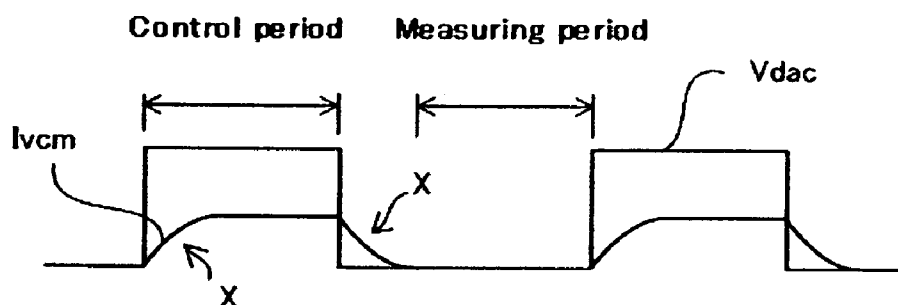 Control period Measuring period
Vdac
Ivcm
X
X